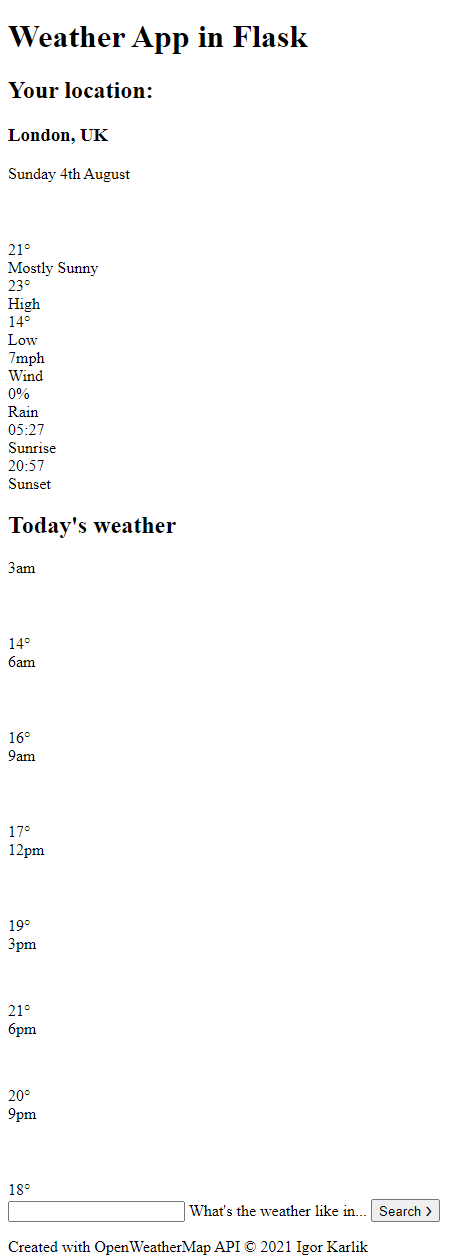 Weather App in Flask
Your location:
London, UK
Sunday 4th August
21°
Mostly Sunny
23°
High
14°
Low
7mph
Wind
0%
Rain
05:27
Sunrise
20:57
Sunset
Today's weather
3am
14°
6am
16°
9am
17°
12pm
19°
3pm
21°
6pm
20°
9pm
18°
What's the weather like in... Search ❯
Created with OpenWeatherMap API © 2021 Igor Karlik